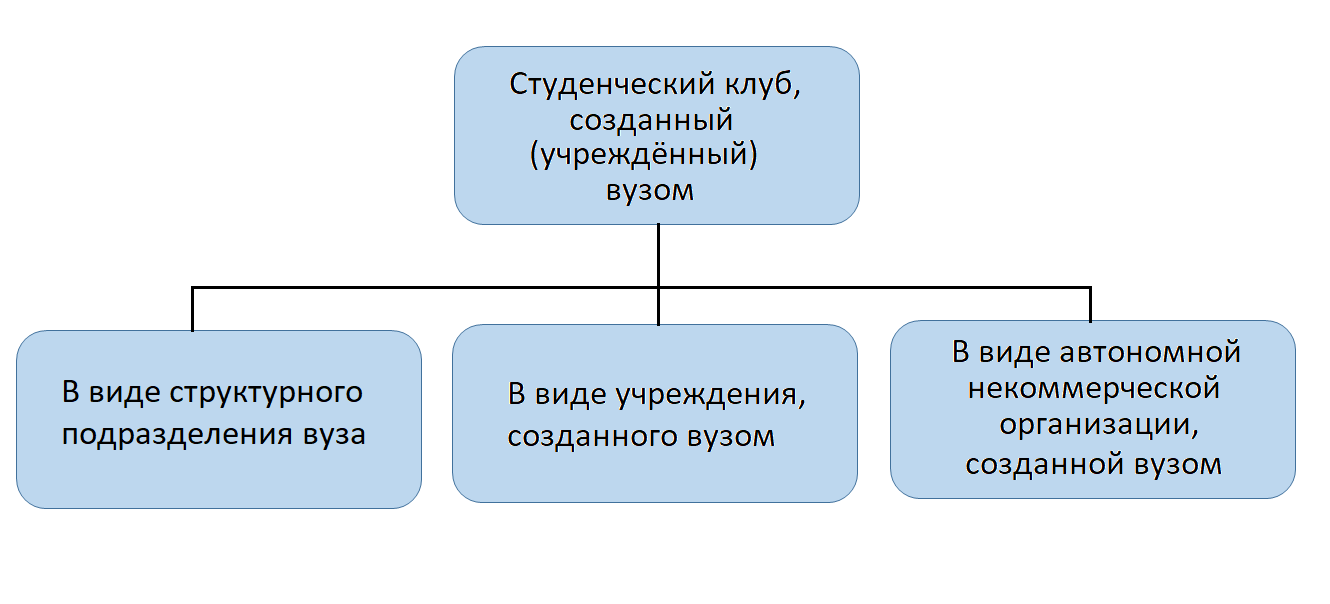 Студенческий клуб,
созданный
(учреждённый)
вузом
В виде структурного
подразделения вуза
В виде учреждения,
созданного вузом
В виде автономной
некоммерческой
организации,
созданной вузом